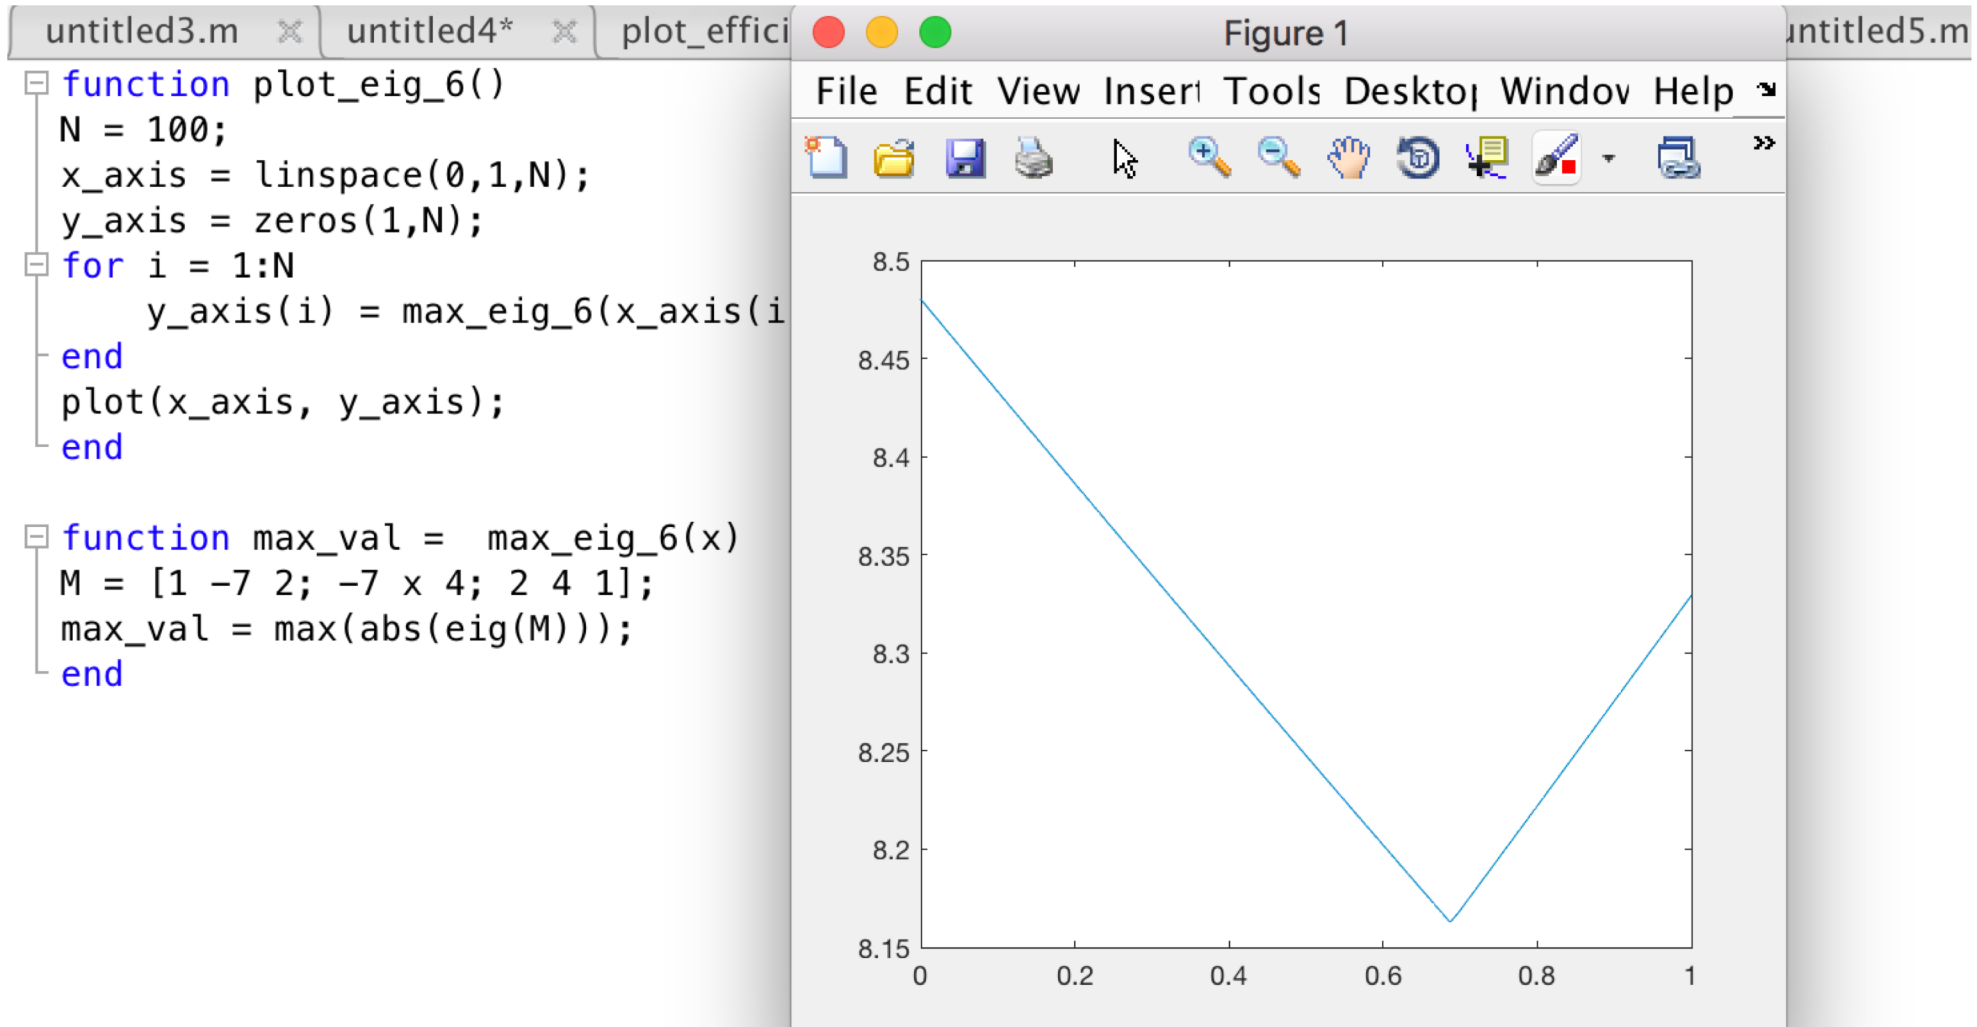 untitled3.m
untitled4*
plot_effici
untitled5.m
function plot_eig_6()
N = 100;
x_axis = linspace(0,1,N);
y_axis = zeros(1,N);
for i = 1:N
y_axis(i) = max_eig_6(x_axis(i
end
plot(x_axis, y_axis);
end
function max_val =  max_eig_6(x)
M = [1 -7 2; -7 x 4; 2 4 1];
max_val = max(abs(eig(M)));
end
Figure 1
File Edit View Insert Tools Desktop Window Help
8.5
8.45
8.4
8.35
8.3
8.25
8.2
8.15
0 0.2 0.4 0.6 0.8 1